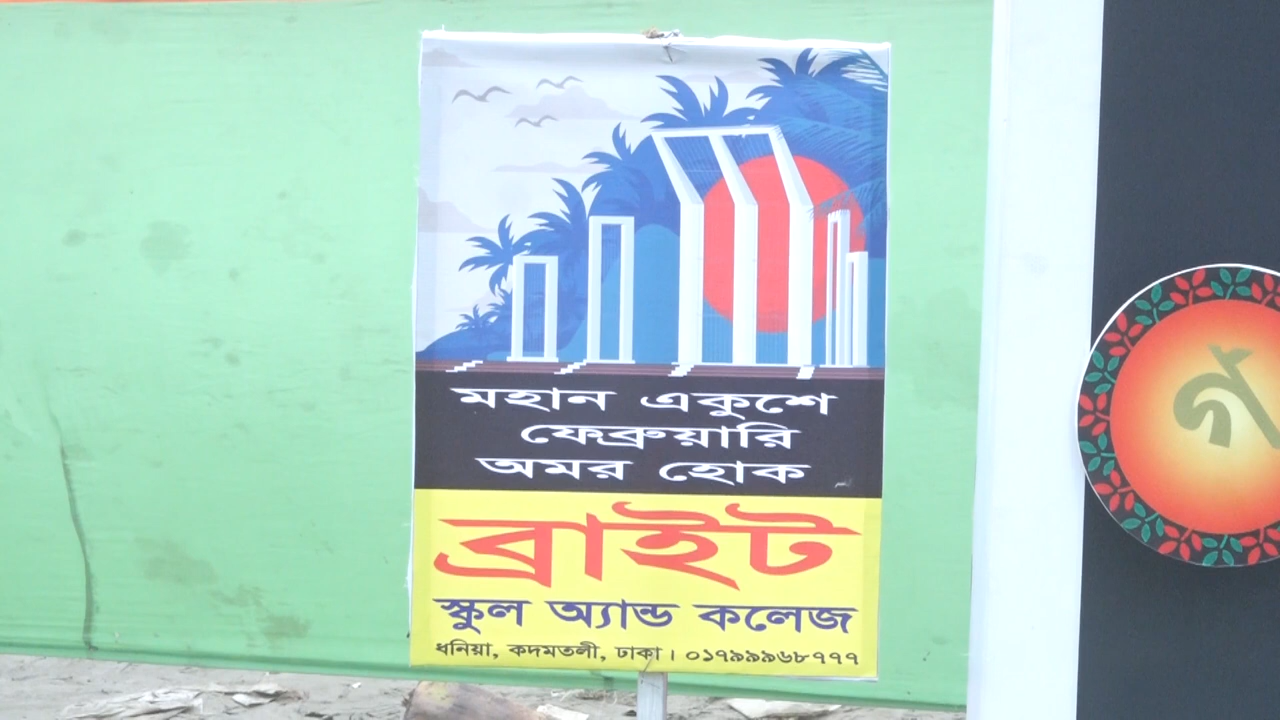 মহান একুশে
ফেব্রুয়ারি
অমর হোক
ব্রাইট
স্কুল অ্যান্ড কলেজ
ধনিয়া, কদমতলী, ঢাকা। ০১৭৯৯৯৬৮৭৭৭